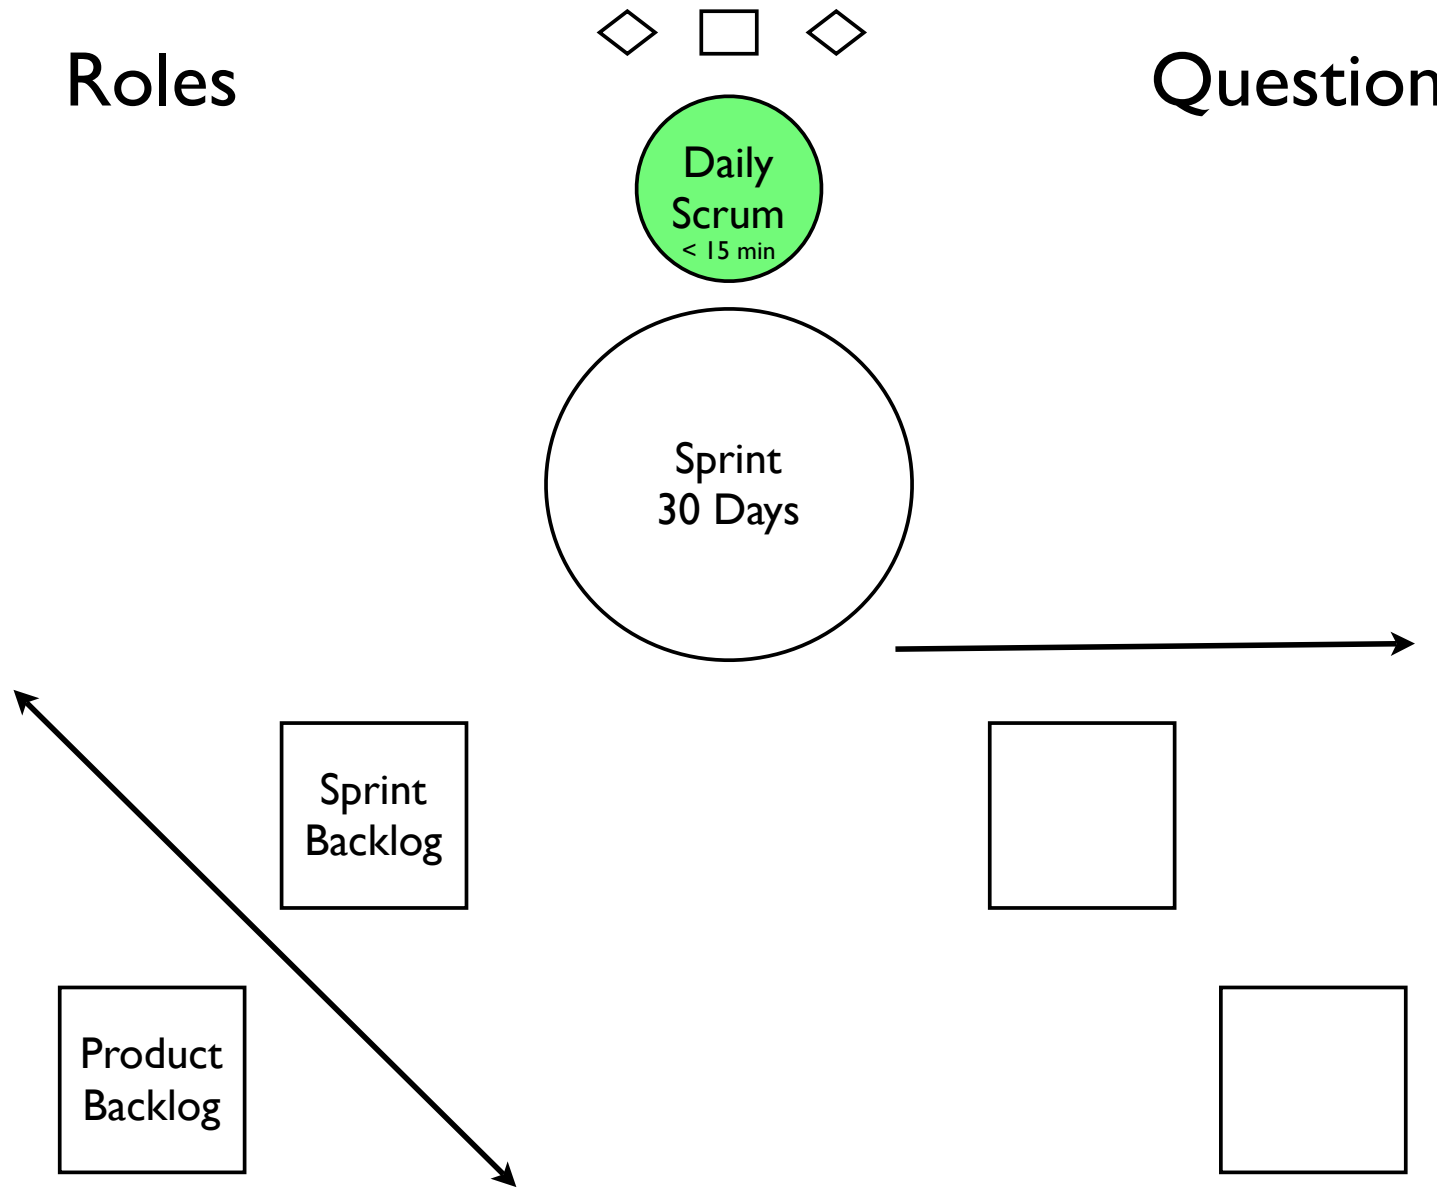 Roles
Question
Daily
Scrum
< 15 min
Sprint
30 Days
Sprint
Backlog
Product
Backlog